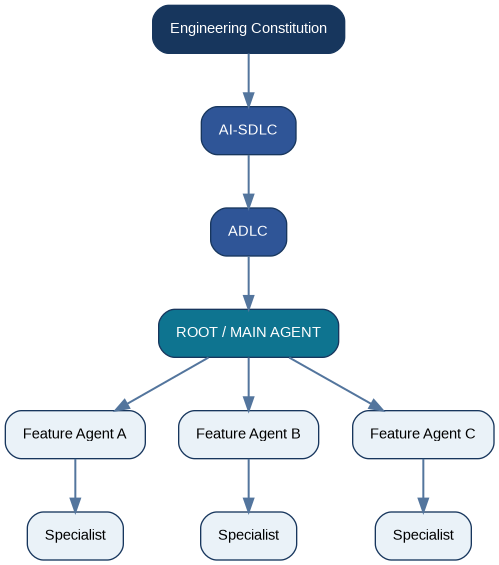 Engineering Constitution
AI-SDLC
ADLC
ROOT / MAIN AGENT
Feature Agent A
Feature Agent B
Feature Agent C
Specialist
Specialist
Specialist